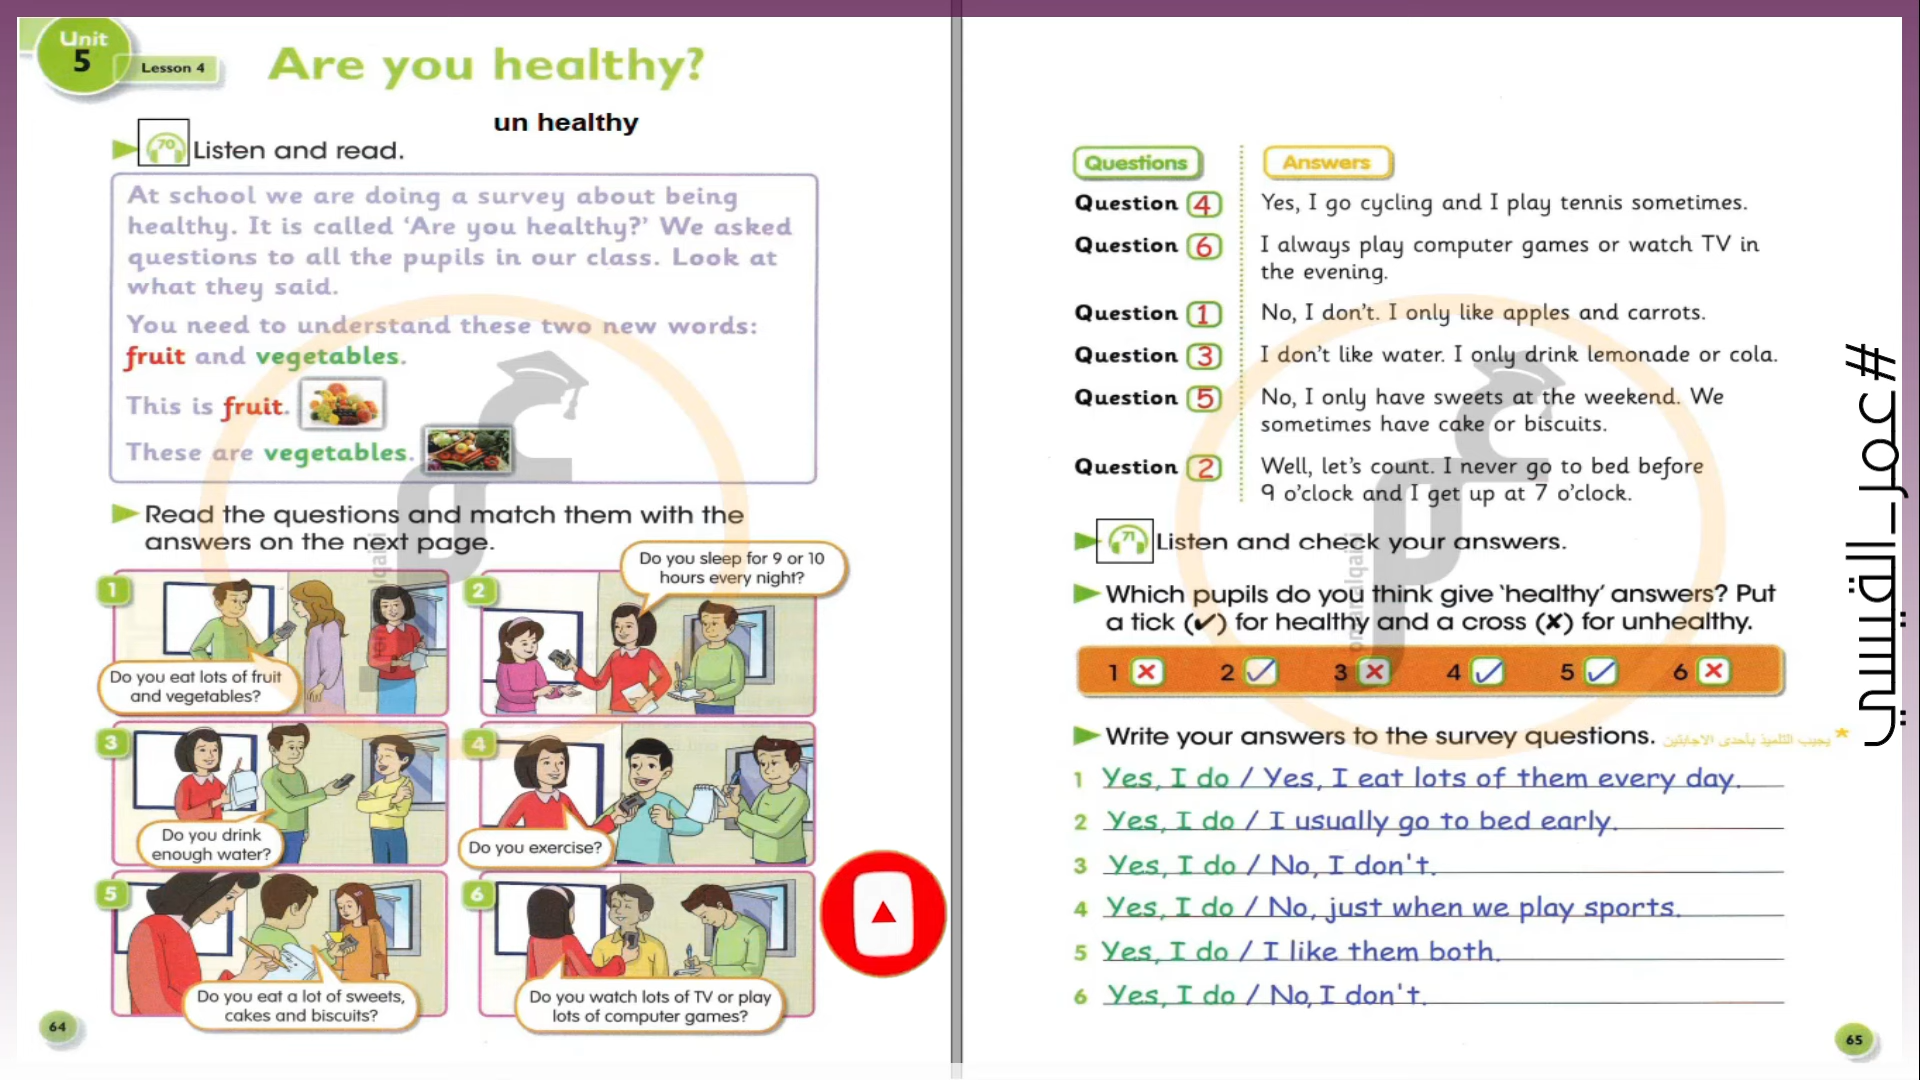 Unit
5
Lesson 4
Are you healthy?
un healthy
70
Listen and read.
At school we are doing a survey about being
healthy. It is called ‘Are you healthy?’ We asked
questions to all the pupils in our class. Look at
what they said.
You need to understand these two new words:
fruit and vegetables.
This is fruit.
These are vegetables.
Read the questions and match them with the
answers on the next page.
1
Do you eat lots of fruit
and vegetables?
2
Do you sleep for 9 or 10
hours every night?
3
Do you drink
enough water?
4
Do you exercise?
5
Do you eat a lot of sweets,
cakes and biscuits?
6
Do you watch lots of TV or play
lots of computer games?
64
Questions Answers
Question 4 Yes, I go cycling and I play tennis sometimes.
Question 6 I always play computer games or watch TV in
the evening.
Question 1 No, I don’t. I only like apples and carrots.
Question 3 I don’t like water. I only drink lemonade or cola.
Question 5 No, I only have sweets at the weekend. We
sometimes have cake or biscuits.
Question 2 Well, let’s count. I never go to bed before
9 o’clock and I get up at 7 o’clock.
71
Listen and check your answers.
Which pupils do you think give ‘healthy’ answers? Put
a tick (✔) for healthy and a cross (✘) for unhealthy.
1 ✕ 2 ✓ 3 ✕ 4 ✓ 5 ✓ 6 ✕
Write your answers to the survey questions. * يجيب التلميذ بأحدى الاجابتين
1 Yes, I do / Yes, I eat lots of them every day.
2 Yes, I do / I usually go to bed early.
3 Yes, I do / No, I don't.
4 Yes, I do / No, just when we play sports.
5 Yes, I do / I like them both.
6 Yes, I do / No, I don't.
65
#عمر_القيسي